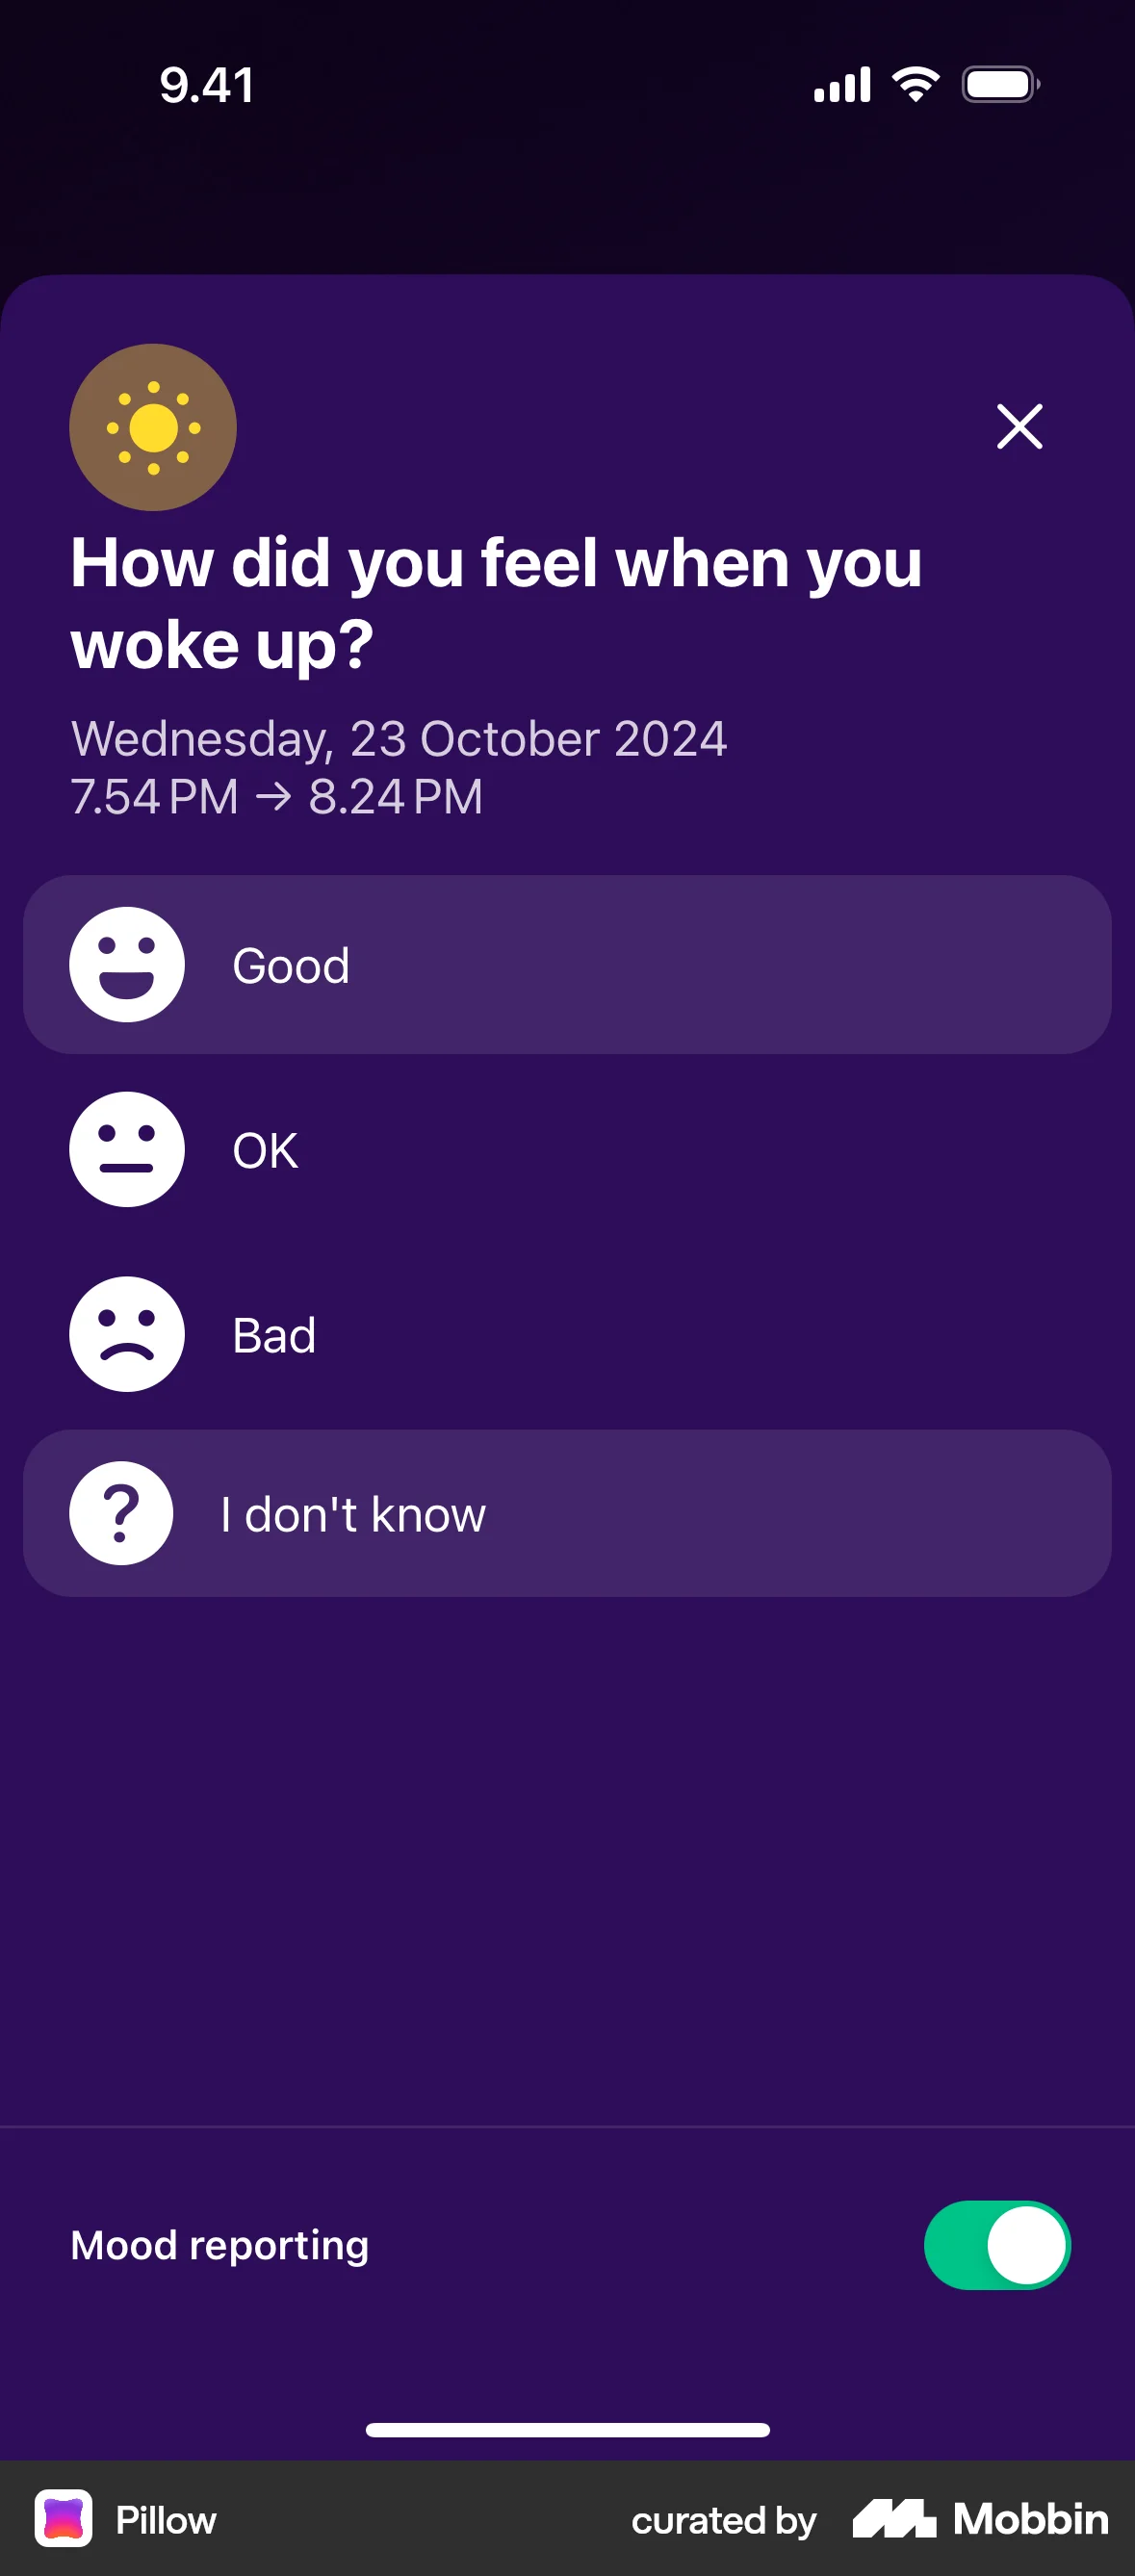 9.41
How did you feel when you
woke up?
Wednesday, 23 October 2024
7.54 PM → 8.24 PM
Good
OK
Bad
? I don't know
Mood reporting
Pillow
curated by Mobbin